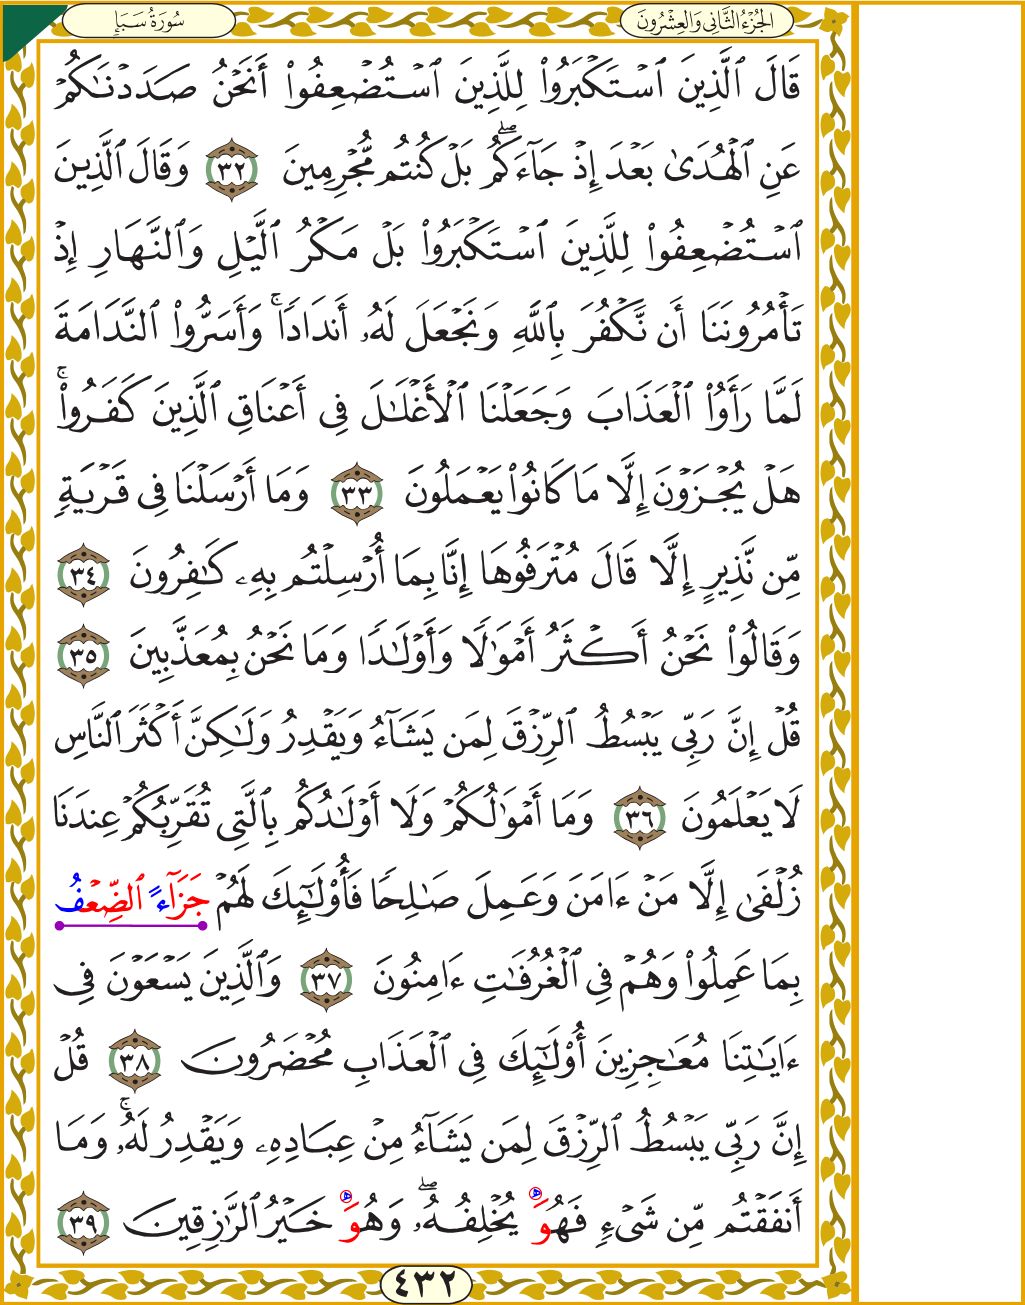 الجُزْءُ الثَّانِي وَالعِشْرُونَ
سُورَةُ سَبَإٍ
قَالَ ٱلَّذِينَ ٱسۡتَكۡبَرُواْ لِلَّذِينَ ٱسۡتُضۡعِفُوٓاْ أَنَحۡنُ صَدَدۡنَٰكُمۡ
عَنِ ٱلۡهُدَىٰ بَعۡدَ إِذۡ جَآءَكُمۖ بَلۡ كُنتُم مُّجۡرِمِينَ ٣٢ وَقَالَ ٱلَّذِينَ
ٱسۡتُضۡعِفُواْ لِلَّذِينَ ٱسۡتَكۡبَرُواْ بَلۡ مَكۡرُ ٱلَّيۡلِ وَٱلنَّهَارِ إِذۡ
تَأۡمُرُونَنَآ أَن نَّكۡفُرَ بِٱللَّهِ وَنَجۡعَلَ لَهُۥٓ أَندَادٗاۚ وَأَسَرُّواْ ٱلنَّدَامَةَ
لَمَّا رَأَوُاْ ٱلۡعَذَابَ وَجَعَلۡنَا ٱلۡأَغۡلَٰلَ فِيٓ أَعۡنَاقِ ٱلَّذِينَ كَفَرُواْۚ
هَلۡ يُجۡزَوۡنَ إِلَّا مَا كَانُواْ يَعۡمَلُونَ ٣٣ وَمَآ أَرۡسَلۡنَا فِي قَرۡيَةٖ
مِّن نَّذِيرٍ إِلَّا قَالَ مُتۡرَفُوهَآ إِنَّا بِمَآ أُرۡسِلۡتُم بِهِۦ كَٰفِرُونَ ٣٤
وَقَالُواْ نَحۡنُ أَكۡثَرُ أَمۡوَٰلٗا وَأَوۡلَٰدٗا وَمَا نَحۡنُ بِمُعَذَّبِينَ ٣٥
قُلۡ إِنَّ رَبِّي يَبۡسُطُ ٱلرِّزۡقَ لِمَن يَشَآءُ وَيَقۡدِرُ وَلَٰكِنَّ أَكۡثَرَ ٱلنَّاسِ
لَا يَعۡلَمُونَ ٣٦ وَمَآ أَمۡوَٰلُكُمۡ وَلَآ أَوۡلَٰدُكُم بِٱلَّتِي تُقَرِّبُكُمۡ عِندَنَا
زُلۡفَىٰٓ إِلَّا مَنۡ ءَامَنَ وَعَمِلَ صَٰلِحٗا فَأُوْلَٰٓئِكَ لَهُمۡ جَزَآءً ٱلضِّعۡفُ
بِمَا عَمِلُواْ وَهُمۡ فِي ٱلۡغُرُفَٰتِ ءَامِنُونَ ٣٧ وَٱلَّذِينَ يَسۡعَوۡنَ فِيٓ
ءَايَٰتِنَا مُعَٰجِزِينَ أُوْلَٰٓئِكَ فِي ٱلۡعَذَابِ مُحۡضَرُونَ ٣٨ قُلۡ
إِنَّ رَبِّي يَبۡسُطُ ٱلرِّزۡقَ لِمَن يَشَآءُ مِنۡ عِبَادِهِۦ وَيَقۡدِرُ لَهُۥۚ وَمَآ
أَنفَقۡتُم مِّن شَيۡءٖ فَهُوَ يُخۡلِفُهُۥۖ وَهُوَ خَيۡرُ ٱلرَّٰزِقِينَ ٣٩
٤٣٢